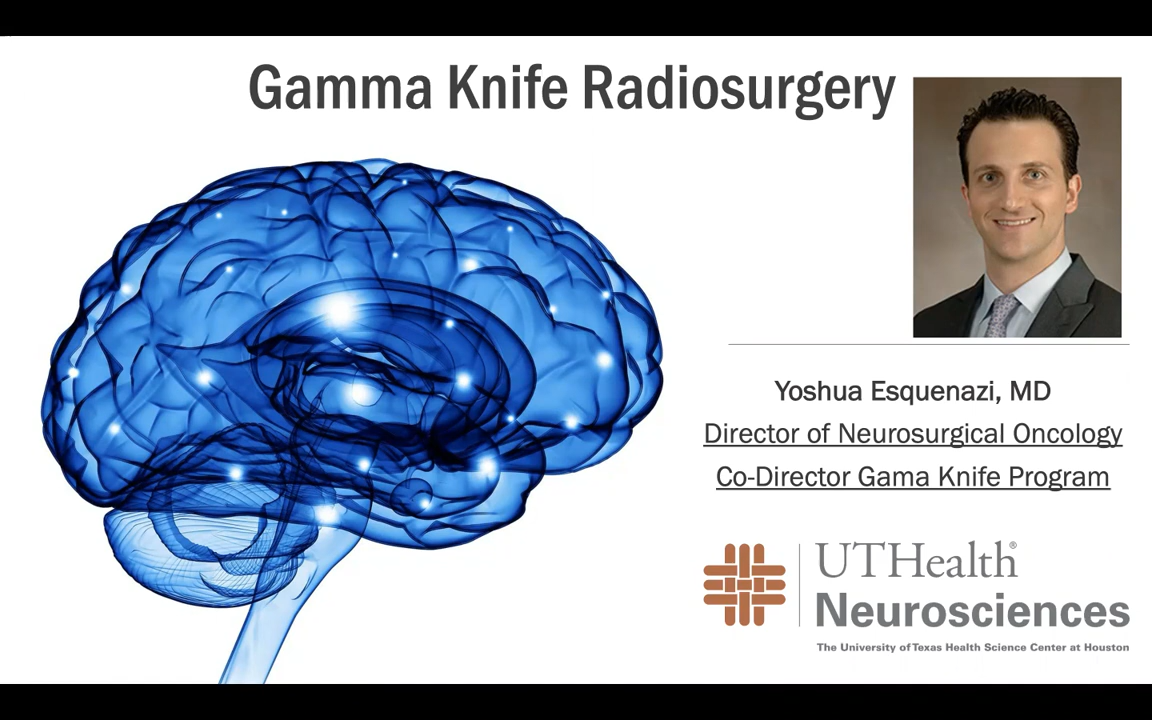 Gamma Knife Radiosurgery
Yoshua Esquenazi, MD
Director of Neurosurgical Oncology
Co-Director Gama Knife Program
UTHealth®
Neurosciences
The University of Texas Health Science Center at Houston